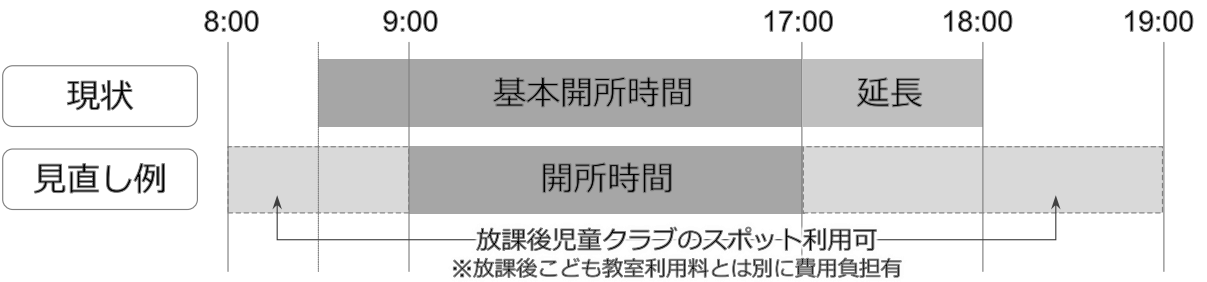 8:00 9:00 17:00 18:00 19:00
現状 基本開所時間 延長
見直し例 開所時間
放課後児童クラブのスポット利用可
※放課後こども教室利用料とは別に費用負担有